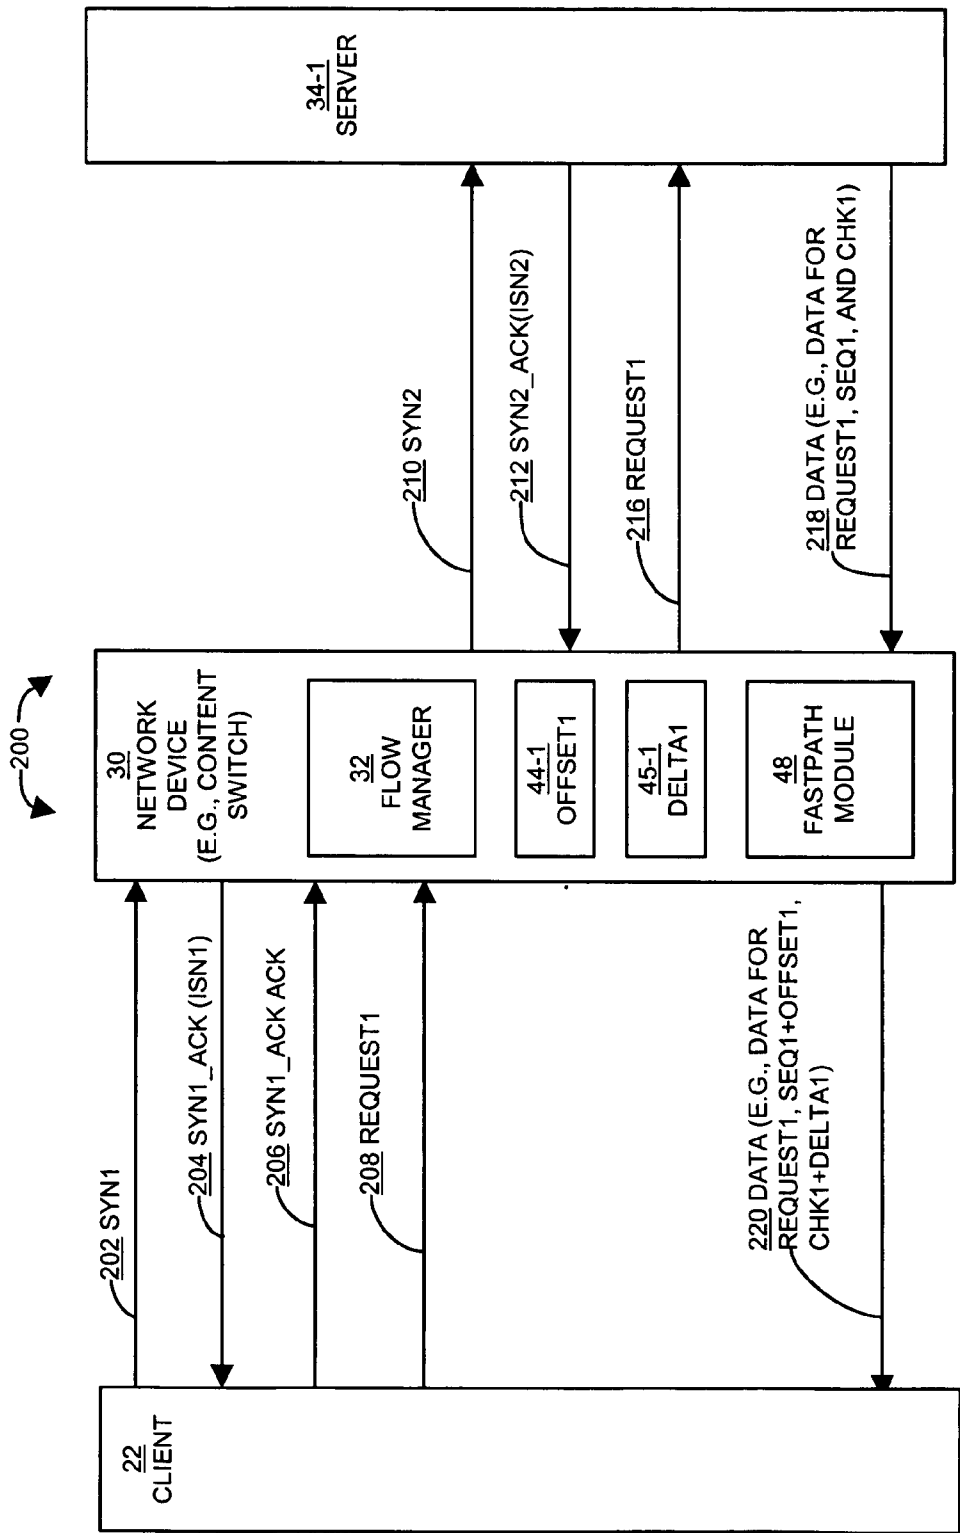 200
22
CLIENT
202 SYN1
204 SYN1_ACK (ISN1)
206 SYN1_ACK ACK
208 REQUEST1
220 DATA (E.G., DATA FOR
REQUEST1, SEQ1+OFFSET1,
CHK1+DELTA1)
30
NETWORK
DEVICE
(E.G., CONTENT
SWITCH)
32
FLOW
MANAGER
44-1
OFFSET1
45-1
DELTA1
48
FASTPATH
MODULE
210 SYN2
212 SYN2_ACK(ISN2)
216 REQUEST1
218 DATA (E.G., DATA FOR
REQUEST1, SEQ1, AND CHK1)
34-1
SERVER